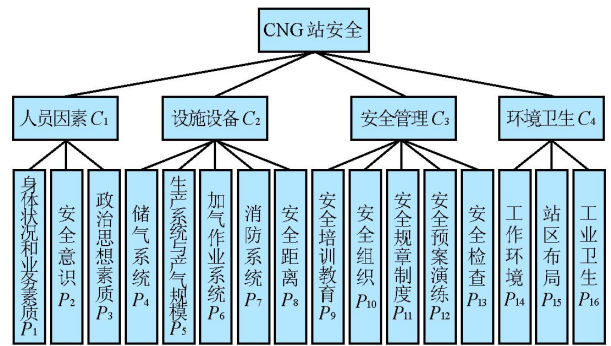 CNG站安全
人员因素C₁
设施设备C₂
安全管理C₃
环境卫生C₄
身体状况和业务素质P₁
安全意识P₂
政治思想素质P₃
储气系统P₄
生产系统与产气规模P₅
加气作业系统P₆
消防系统P₇
安全距离P₈
安全培训教育P₉
安全组织P₁₀
安全规章制度P₁₁
安全预案演练P₁₂
安全检查P₁₃
工作环境P₁₄
站区布局P₁₅
工业卫生P₁₆